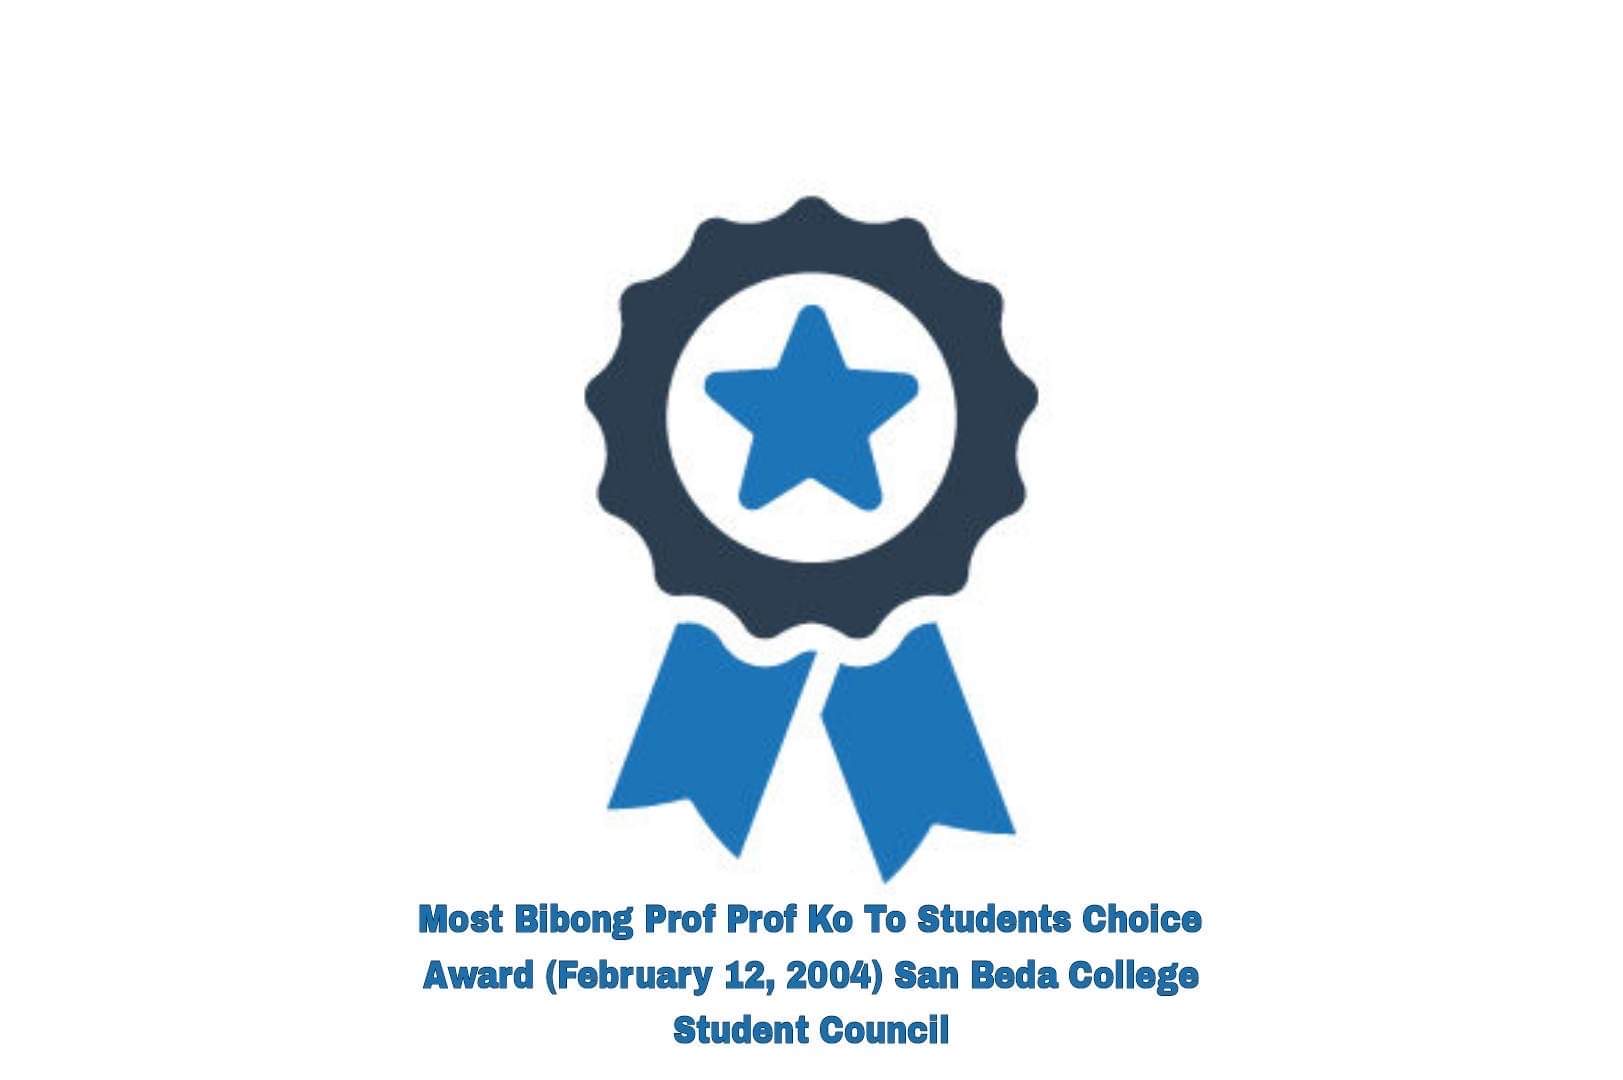 Most Bibong Prof Prof Ko To Students Choice
Award (February 12, 2004) San Beda College
Student Council